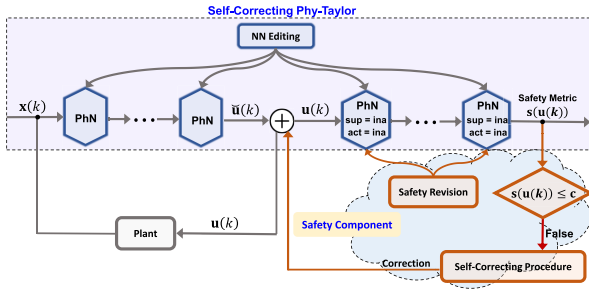 Self-Correcting Phy-Taylor
NN Editing
x(k)
PhN
PhN
ŭ(k)
u(k)
PhN
sup = ina
act = ina
PhN
sup = ina
act = ina
Safety Metric
s(u(k))
Safety Revision
s(u(k)) ≤ c
Plant
u(k)
Safety Component
False
Correction
Self-Correcting Procedure